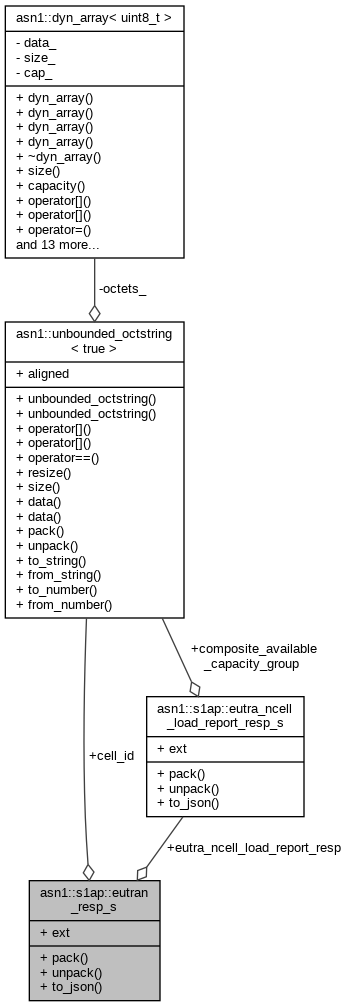 asn1::dyn_array< uint8_t >
- data_
- size_
- cap_
+ dyn_array()
+ dyn_array()
+ dyn_array()
+ dyn_array()
+ ~dyn_array()
+ size()
+ capacity()
+ operator[]()
+ operator[]()
+ operator=()
and 13 more...
-octets_
asn1::unbounded_octstring
< true >
+ aligned
+ unbounded_octstring()
+ unbounded_octstring()
+ operator[]()
+ operator[]()
+ operator==()
+ resize()
+ size()
+ data()
+ data()
+ pack()
+ unpack()
+ to_string()
+ from_string()
+ to_number()
+ from_number()
+composite_available
_capacity_group
asn1::s1ap::eutra_ncell
_load_report_resp_s
+ ext
+ pack()
+ unpack()
+ to_json()
+cell_id
+eutra_ncell_load_report_resp
asn1::s1ap::eutran
_resp_s
+ ext
+ pack()
+ unpack()
+ to_json()